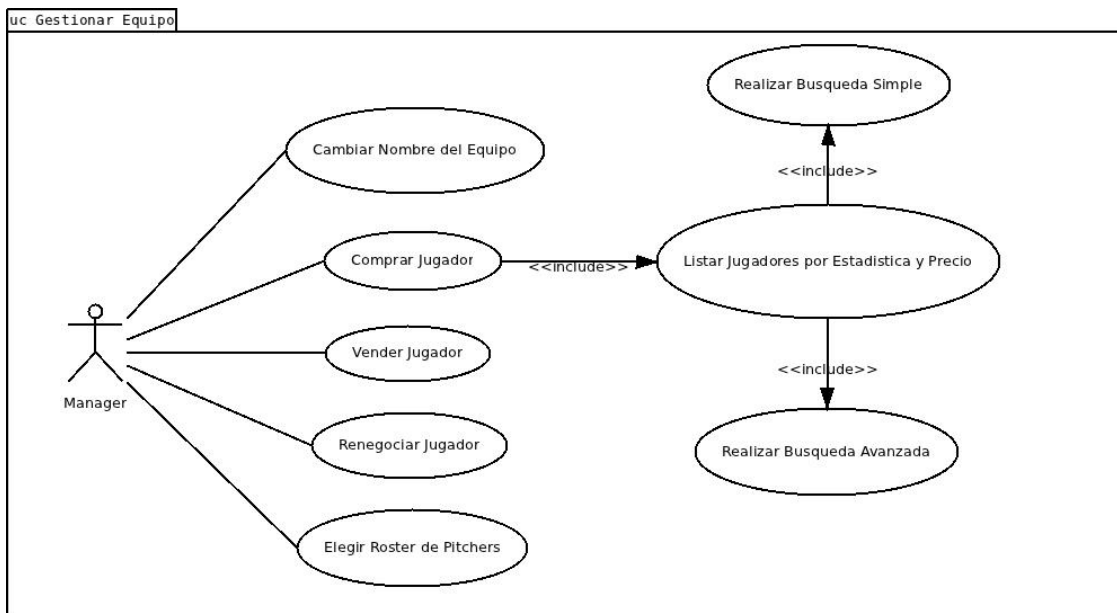 uc Gestionar Equipo
Realizar Busqueda Simple
Cambiar Nombre del Equipo
<<include>>
Comprar Jugador
<<include>>
Listar Jugadores por Estadistica y Precio
Vender Jugador
<<include>>
Manager
Renegociar Jugador
Realizar Busqueda Avanzada
Elegir Roster de Pitchers